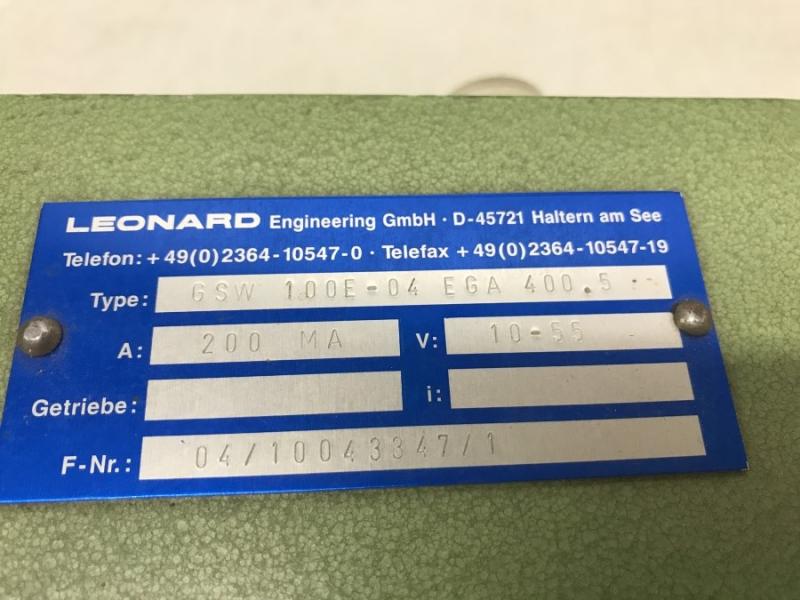 LEONARD Engineering GmbH · D-45721 Haltern am See
Telefon: + 49(0)2364-10547-0 · Telefax + 49(0)2364-10547-19
Type: GSW 100E-04 EGA 400.5
A: 200 MA V: 10-55
Getriebe: i:
F-Nr.: 04/10043347/1